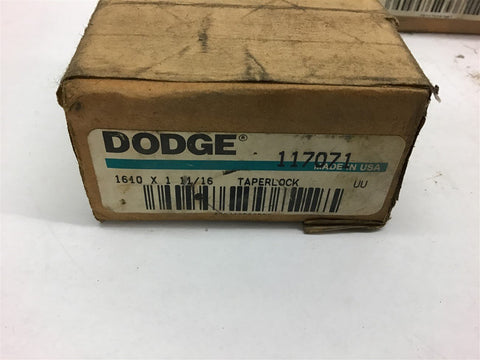 DODGE®
117071
MADE IN USA
1610 X 1 11/16 TAPERLOCK UU